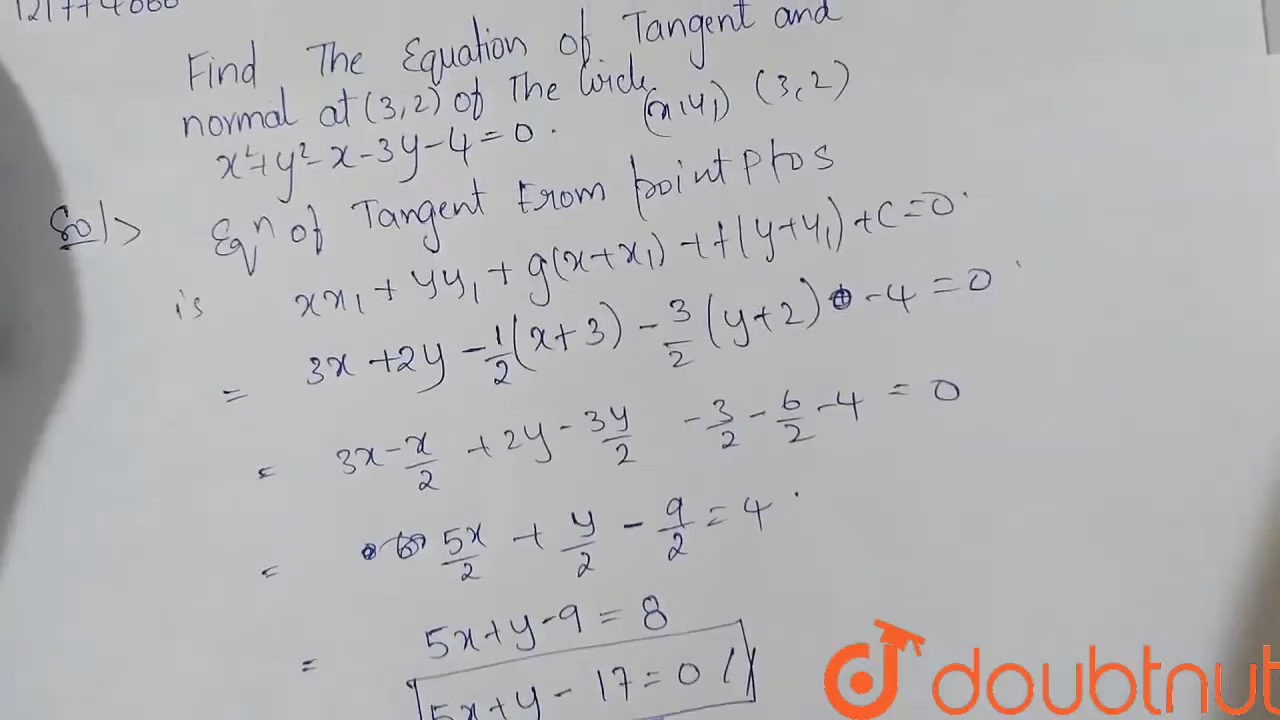 Find The Equation of Tangent and
normal at (3,2) of The Circle (x,y₁) (3,2)
x²+y²-x-3y-4=0.
Sol> Eqⁿ of Tangent From point P to S
is xx₁ + yy₁ + g(x+x₁) + f(y+y₁) + c = 0.
= 3x + 2y - 1/2 (x+3) - 3/2 (y+2) - 4 = 0
= 3x - x/2 + 2y - 3y/2 - 3/2 - 6/2 - 4 = 0
= 5x/2 + y/2 - 9/2 = 4.
= 5x+y-9 = 8
5x+y-17=0 //
doubtnut